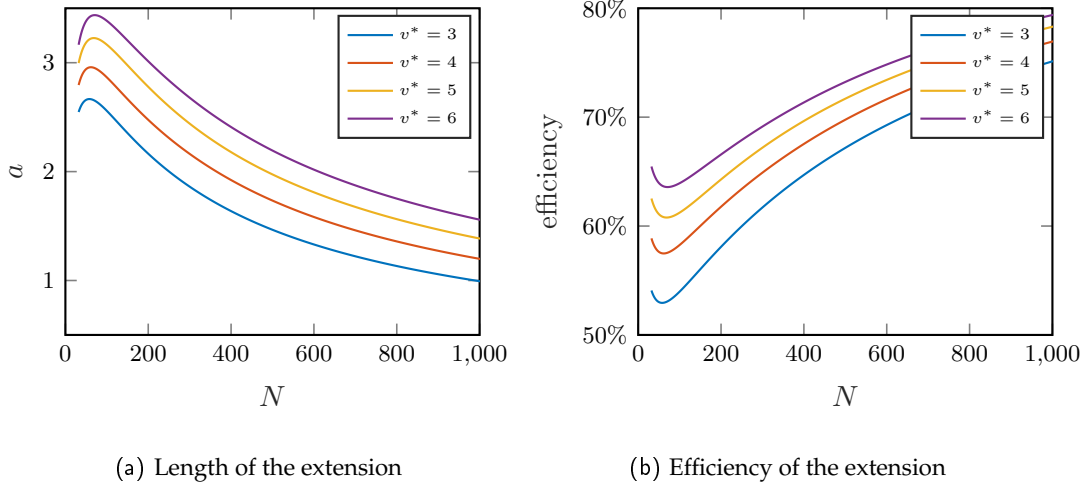 3
2
1
a
0
200
400
600
800
1,000
N
v* = 3
v* = 4
v* = 5
v* = 6
(a) Length of the extension
80%
70%
60%
50%
efficiency
0
200
400
600
800
1,000
N
v* = 3
v* = 4
v* = 5
v* = 6
(b) Efficiency of the extension